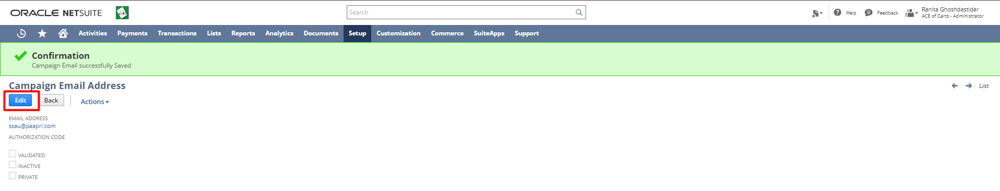 ORACLE NETSUITE
Search
Help
Feedback
Ranita Ghoshdastidar
ACE of Carts - Administrator
Activities Payments Transactions Lists Reports Analytics Documents Setup Customization Commerce SuiteApps Support
Confirmation
Campaign Email successfully Saved
Campaign Email Address
List
Edit Back Actions
EMAIL ADDRESS
ssau@paapri.com
AUTHORIZATION CODE
VALIDATED
INACTIVE
PRIVATE